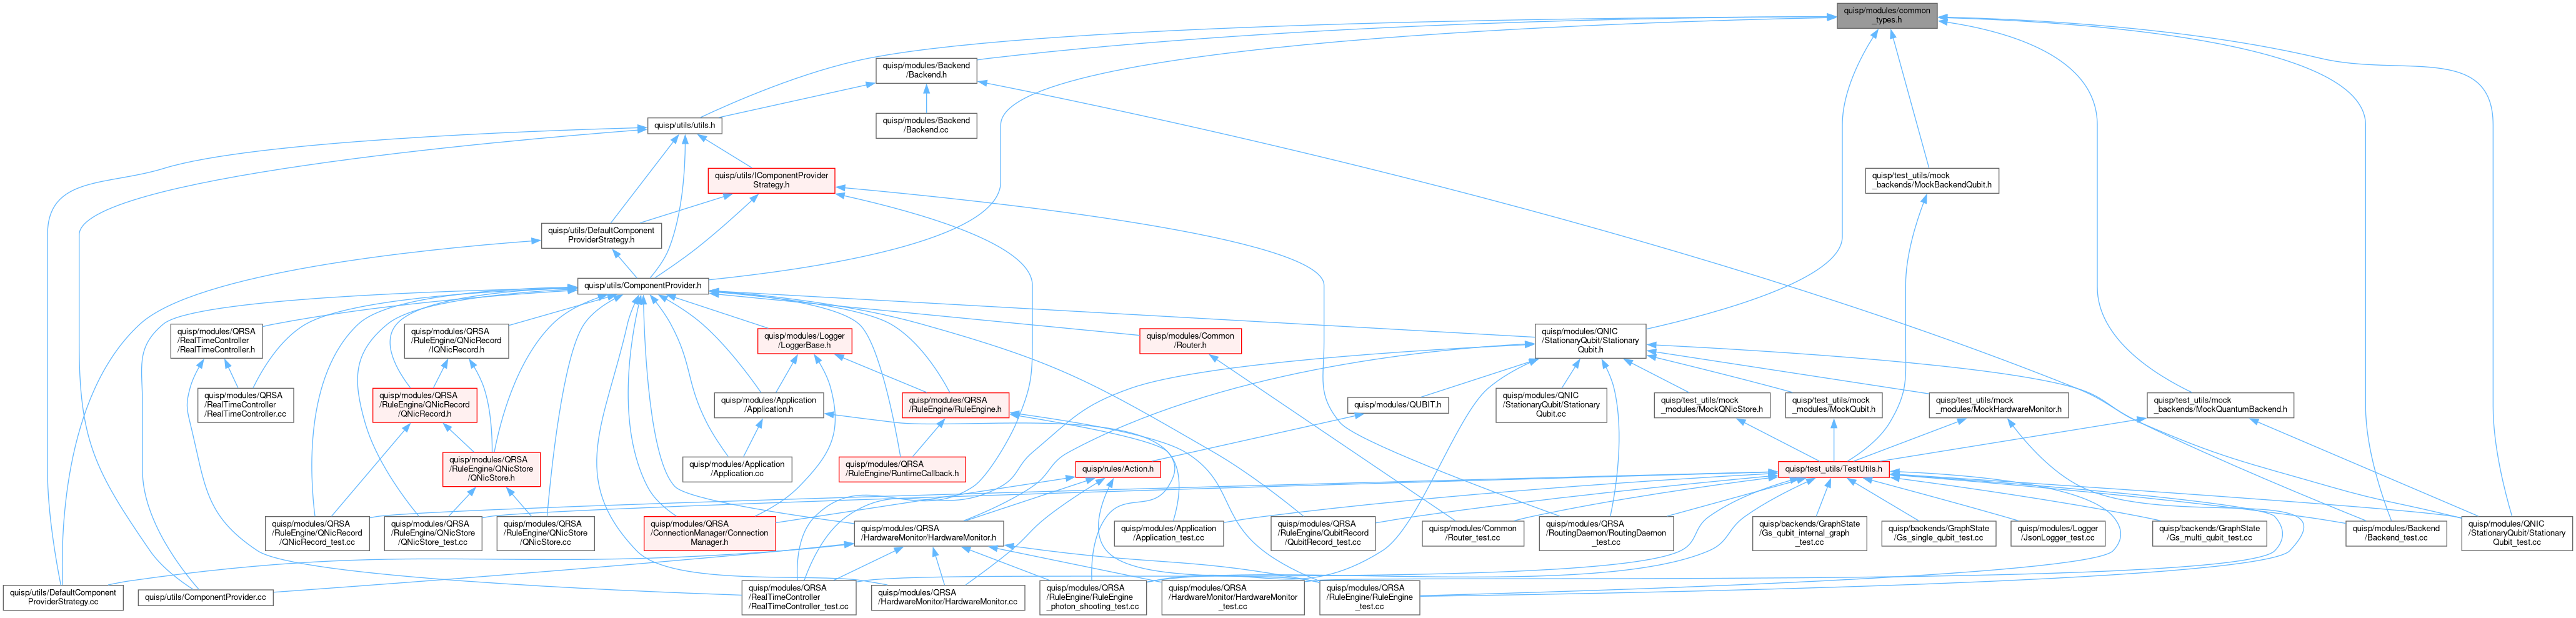 quisp/modules/common
_types.h
quisp/modules/Backend
/Backend.h
quisp/modules/Backend
/Backend.cc
quisp/utils/utils.h
quisp/utils/IComponentProvider
Strategy.h
quisp/test_utils/mock
_backends/MockBackendQubit.h
quisp/utils/DefaultComponent
ProviderStrategy.h
quisp/utils/ComponentProvider.h
quisp/modules/QRSA
/RealTimeController
/RealTimeController.h
quisp/modules/QRSA
/RuleEngine/QNicRecord
/IQNicRecord.h
quisp/modules/Logger
/LoggerBase.h
quisp/modules/Common
/Router.h
quisp/modules/QNIC
/StationaryQubit/Stationary
Qubit.h
quisp/modules/QRSA
/RealTimeController
/RealTimeController.cc
quisp/modules/QRSA
/RuleEngine/QNicRecord
/QNicRecord.h
quisp/modules/Application
/Application.h
quisp/modules/QRSA
/RuleEngine/RuleEngine.h
quisp/modules/QUBIT.h
quisp/modules/QNIC
/StationaryQubit/Stationary
Qubit.cc
quisp/test_utils/mock
_modules/MockQNicStore.h
quisp/test_utils/mock
_modules/MockQubit.h
quisp/test_utils/mock
_modules/MockHardwareMonitor.h
quisp/test_utils/mock
_backends/MockQuantumBackend.h
quisp/modules/QRSA
/RuleEngine/QNicStore
/QNicStore.h
quisp/modules/Application
/Application.cc
quisp/modules/QRSA
/RuleEngine/RuntimeCallback.h
quisp/rules/Action.h
quisp/test_utils/TestUtils.h
quisp/modules/QRSA
/RuleEngine/QNicRecord
/QNicRecord_test.cc
quisp/modules/QRSA
/RuleEngine/QNicStore
/QNicStore_test.cc
quisp/modules/QRSA
/RuleEngine/QNicStore
/QNicStore.cc
quisp/modules/QRSA
/ConnectionManager/Connection
Manager.h
quisp/modules/QRSA
/HardwareMonitor/HardwareMonitor.h
quisp/modules/Application
/Application_test.cc
quisp/modules/QRSA
/RuleEngine/QubitRecord
/QubitRecord_test.cc
quisp/modules/Common
/Router_test.cc
quisp/modules/QRSA
/RoutingDaemon/RoutingDaemon
_test.cc
quisp/backends/GraphState
/Gs_qubit_internal_graph
_test.cc
quisp/backends/GraphState
/Gs_single_qubit_test.cc
quisp/modules/Logger
/JsonLogger_test.cc
quisp/backends/GraphState
/Gs_multi_qubit_test.cc
quisp/modules/Backend
/Backend_test.cc
quisp/modules/QNIC
/StationaryQubit/Stationary
Qubit_test.cc
quisp/utils/DefaultComponent
ProviderStrategy.cc
quisp/utils/ComponentProvider.cc
quisp/modules/QRSA
/RealTimeController
/RealTimeController_test.cc
quisp/modules/QRSA
/HardwareMonitor/HardwareMonitor.cc
quisp/modules/QRSA
/RuleEngine/RuleEngine
_photon_shooting_test.cc
quisp/modules/QRSA
/HardwareMonitor/HardwareMonitor
_test.cc
quisp/modules/QRSA
/RuleEngine/RuleEngine
_test.cc